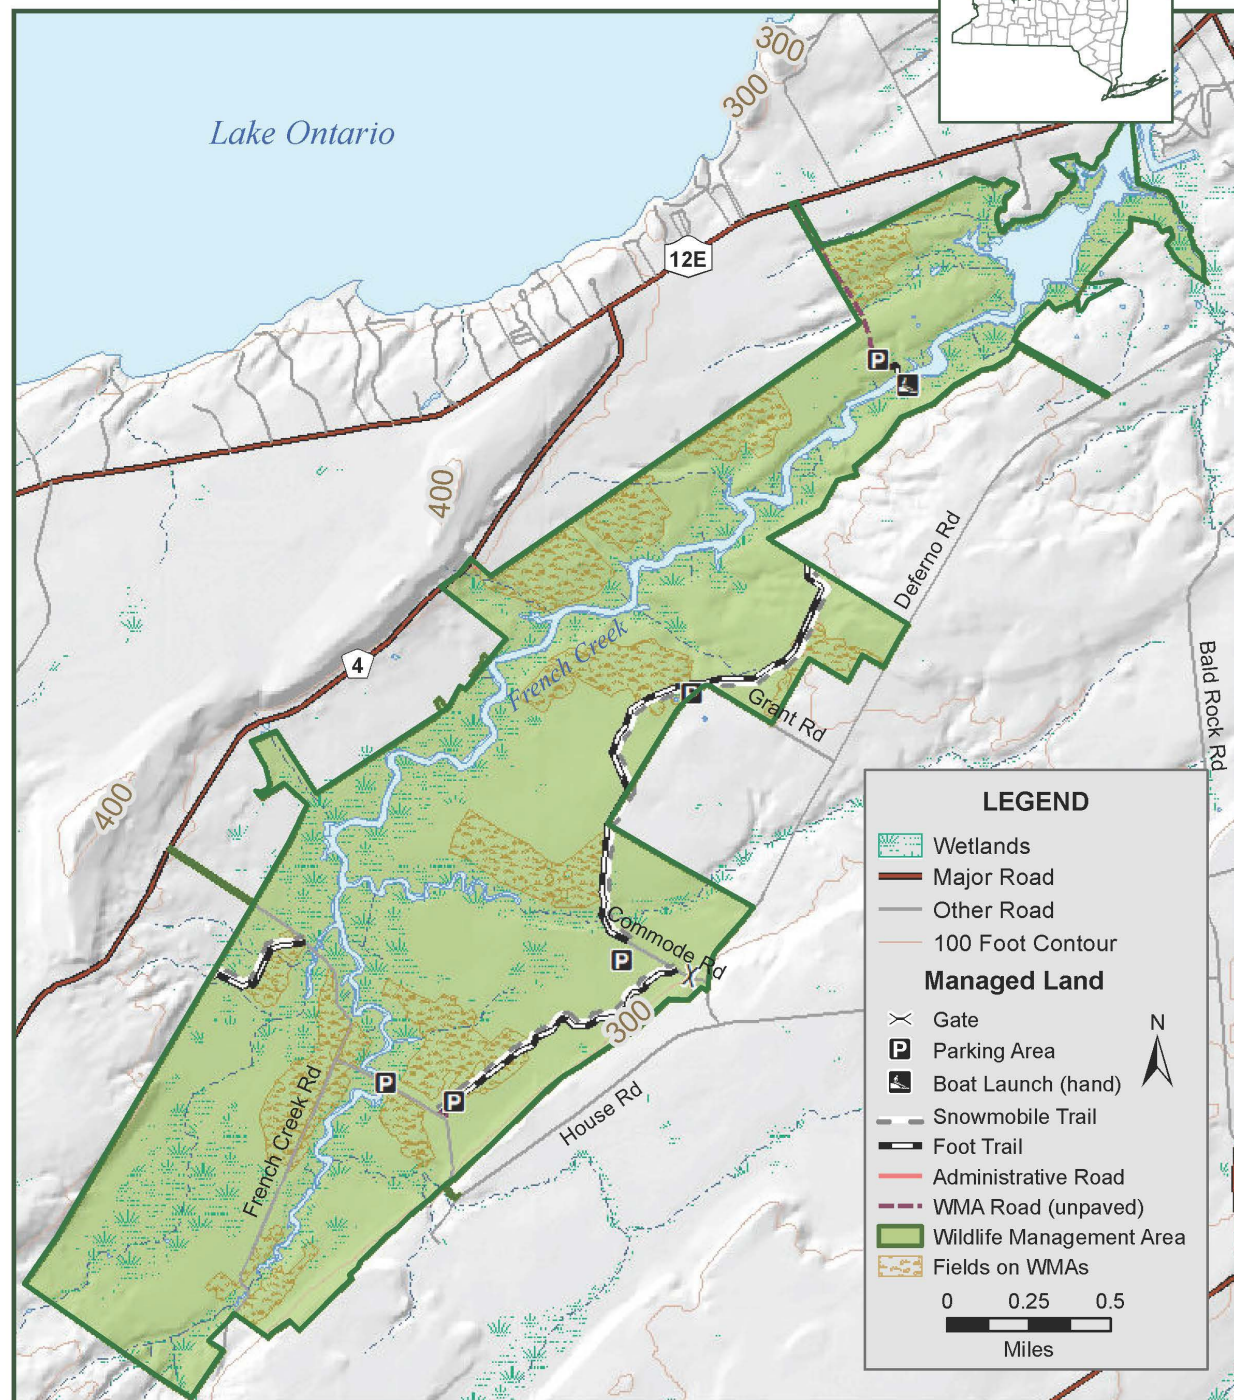 300
300
Lake Ontario
12E
P
400
Deferno Rd
French Creek
4
Bald Rock Rd
P
Grant Rd
400
Commode Rd
P
300
P
P
House Rd
French Creek Rd
LEGEND
Wetlands
Major Road
Other Road
100 Foot Contour
Managed Land
Gate
N
P Parking Area
Boat Launch (hand)
Snowmobile Trail
Foot Trail
Administrative Road
WMA Road (unpaved)
Wildlife Management Area
Fields on WMAs
0 0.25 0.5
Miles